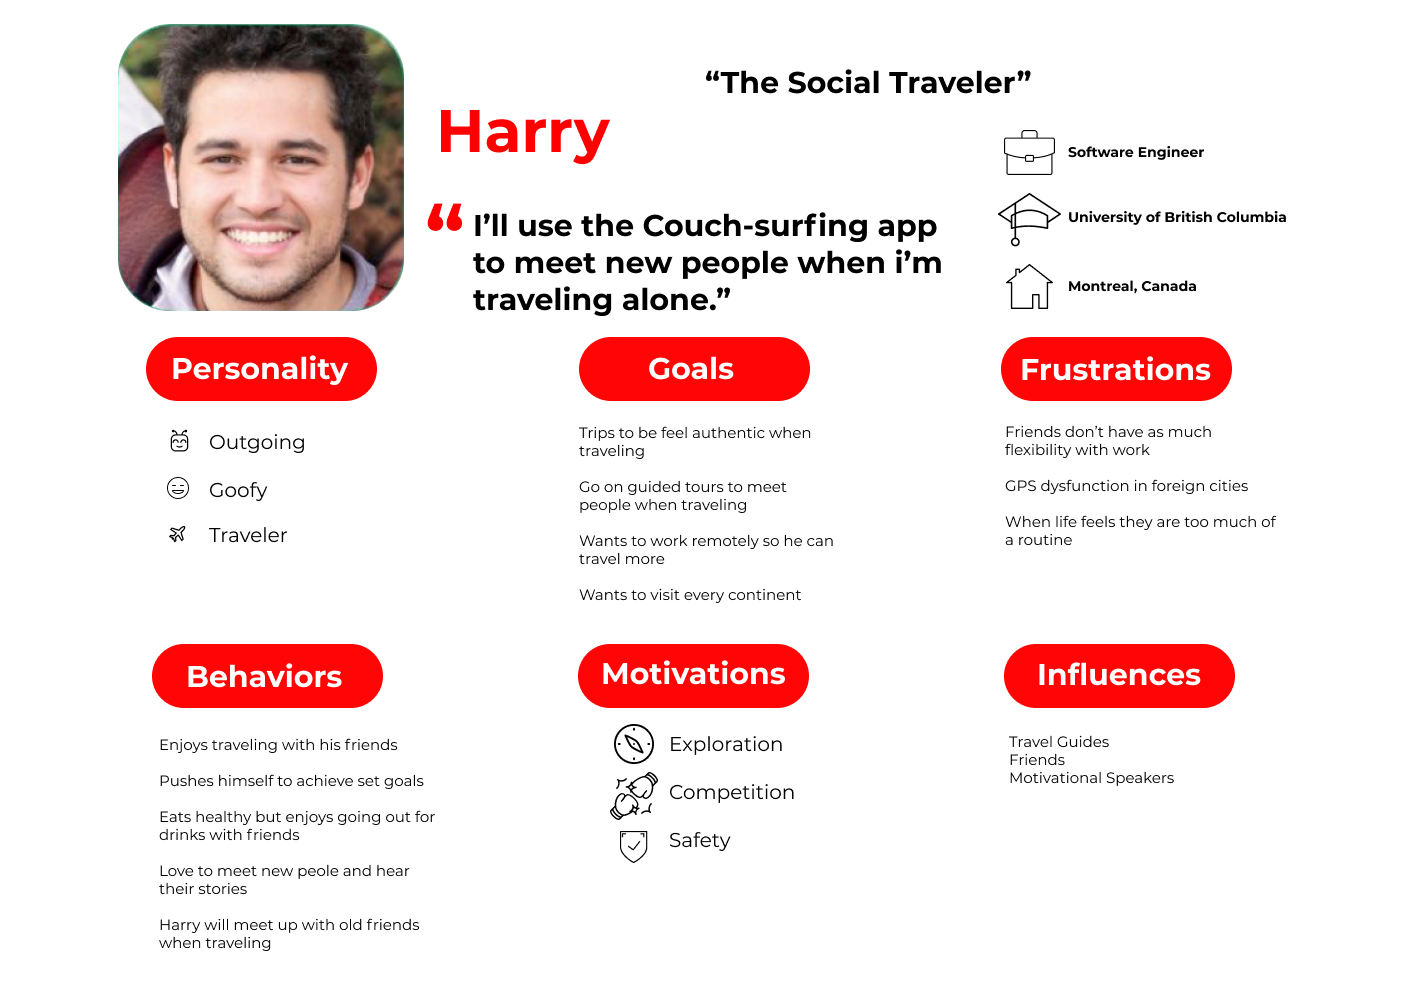 “The Social Traveler”
Harry
Software Engineer
“ I’ll use the Couch-surfing app
to meet new people when i’m
traveling alone.”
University of British Columbia
Montreal, Canada
Personality
Outgoing
Goofy
Traveler
Goals
Trips to be feel authentic when
traveling
Go on guided tours to meet
people when traveling
Wants to work remotely so he can
travel more
Wants to visit every continent
Frustrations
Friends don’t have as much
flexibility with work
GPS dysfunction in foreign cities
When life feels they are too much of
a routine
Behaviors
Enjoys traveling with his friends
Pushes himself to achieve set goals
Eats healthy but enjoys going out for
drinks with friends
Love to meet new peole and hear
their stories
Harry will meet up with old friends
when traveling
Motivations
Exploration
Competition
Safety
Influences
Travel Guides
Friends
Motivational Speakers